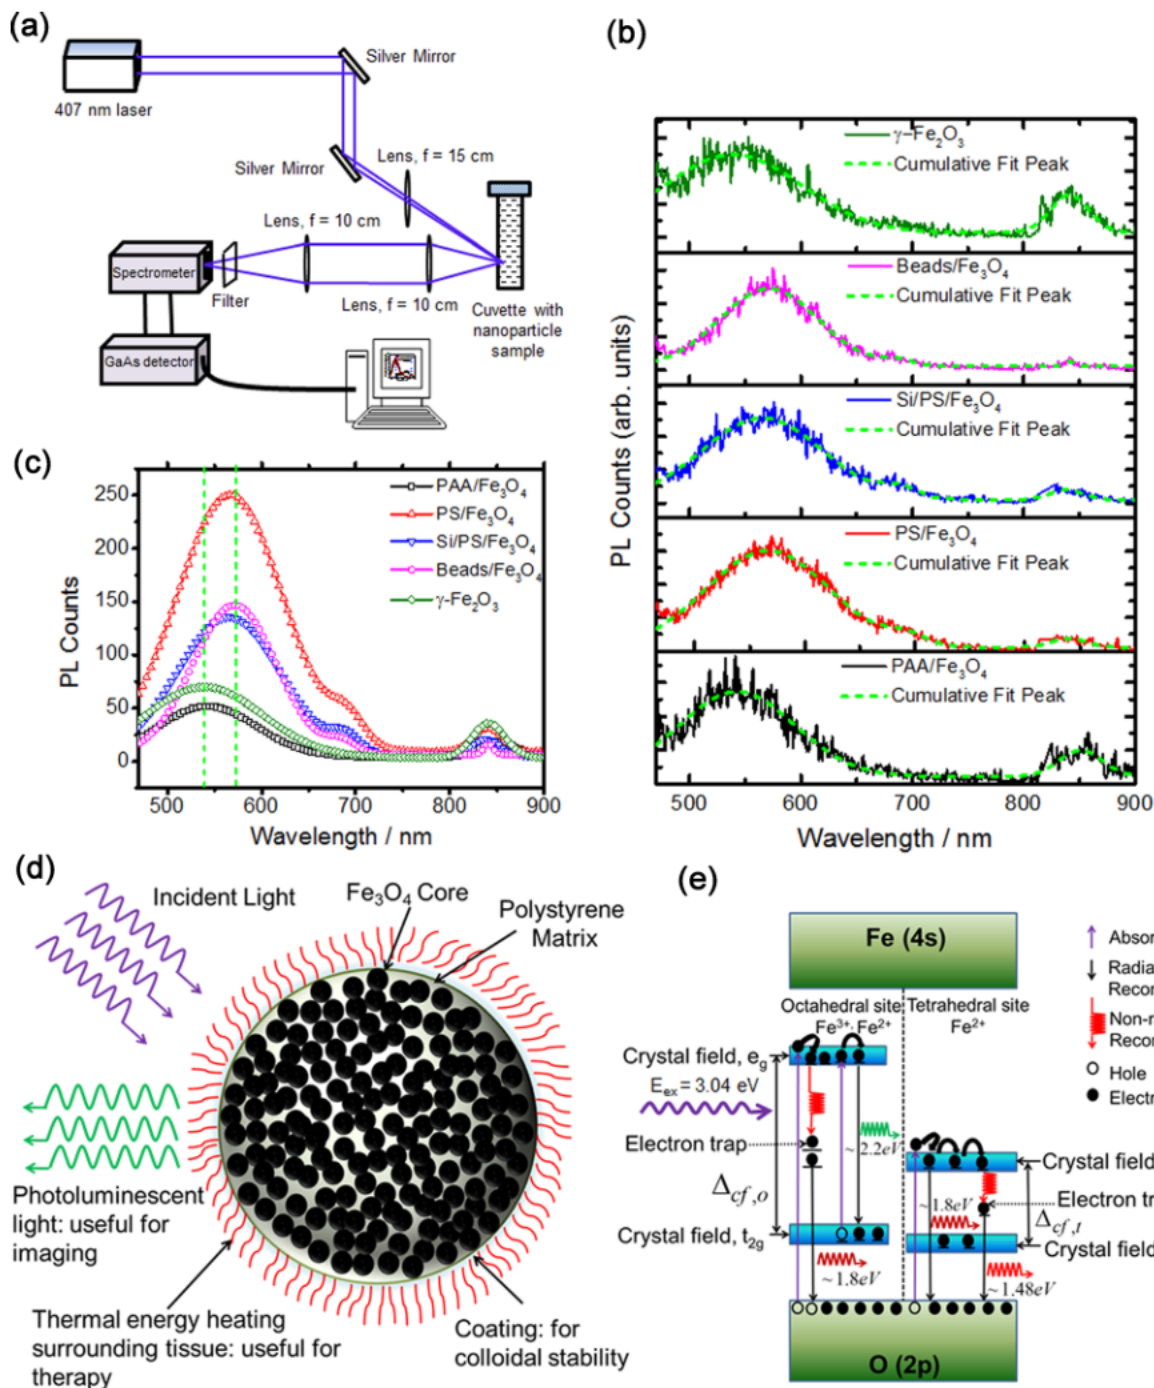 (a)
407 nm laser
Silver Mirror
Silver Mirror
Lens, f = 15 cm
Lens, f = 10 cm
Lens, f = 10 cm
Spectrometer
Filter
GaAs detector
Cuvette with
nanoparticle
sample
(b)
γ–Fe₂O₃
Cumulative Fit Peak
Beads/Fe₃O₄
Cumulative Fit Peak
Si/PS/Fe₃O₄
Cumulative Fit Peak
PS/Fe₃O₄
Cumulative Fit Peak
PAA/Fe₃O₄
Cumulative Fit Peak
PL Counts (arb. units)
500 600 700 800 900
Wavelength / nm
(c)
PAA/Fe₃O₄
PS/Fe₃O₄
Si/PS/Fe₃O₄
Beads/Fe₃O₄
γ-Fe₂O₃
250
200
150
100
50
0
PL Counts
500 600 700 800 900
Wavelength / nm
(d)
Incident Light
Fe₃O₄ Core
Polystyrene
Matrix
Photoluminescent
light: useful for
imaging
Thermal energy heating
surrounding tissue: useful for
therapy
Coating: for
colloidal stability
(e)
Fe (4s)
Octahedral site
Fe³⁺, Fe²⁺
Tetrahedral site
Fe²⁺
Absor
Radia
Recor
Non-r
Recor
Hole
Electr
Crystal field, e_g
E_ex = 3.04 eV
Electron trap
Δ_cf,o
~ 2.2eV
Crystal field, t_2g
~ 1.8eV
Crystal field
Electron tr
~1.8eV
Δ_cf,t
Crystal field
~ 1.48eV
O (2p)